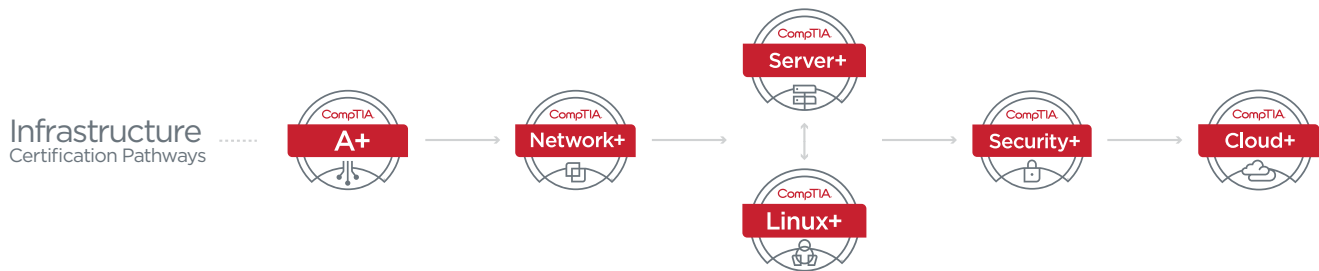 Infrastructure
Certification Pathways
CompTIA.
A+
CompTIA.
Network+
CompTIA.
Server+
CompTIA.
Linux+
CompTIA.
Security+
CompTIA.
Cloud+